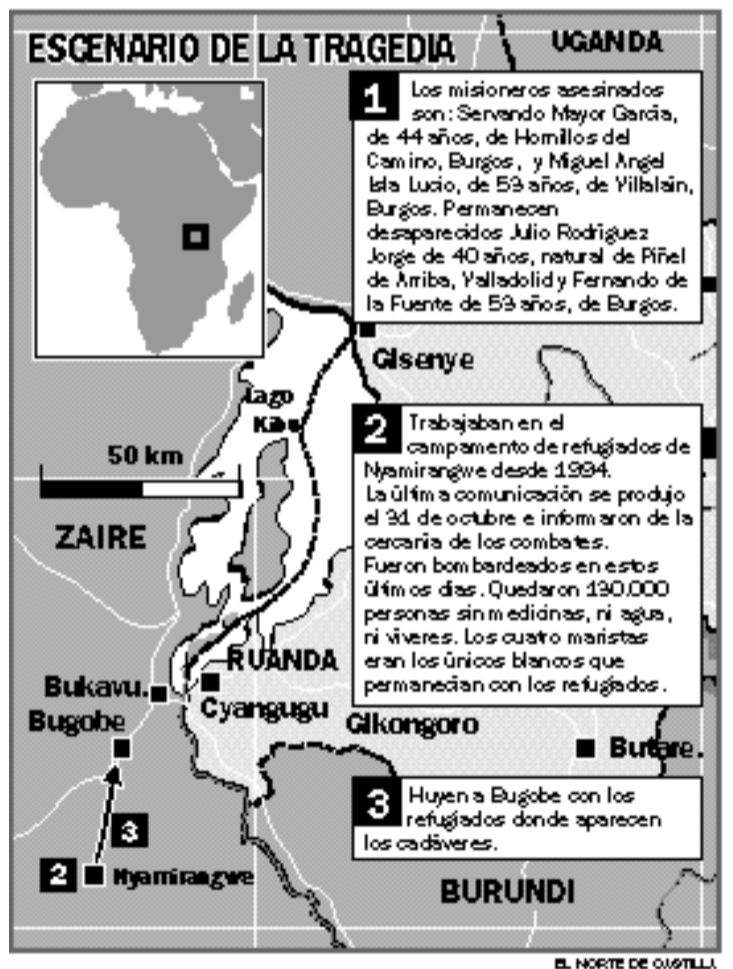 ESCENARIO DE LA TRAGEDIA
UGANDA
1
Los misioneros asesinados
son: Servando Mayor García,
de 44 años, de Hornillos del
Camino, Burgos, y Miguel Angel
Isla Lucio, de 53 años, de Villalain,
Burgos. Permanecen
desaparecidos Julio Rodríguez
Jorge de 40 años, natural de Piñel
de Arriba, Valladolid y Fernando de
la Fuente de 53 años, de Burgos.
Gisenye
Lago
Kibu
2
Trabajaban en el
campamento de refugiados de
Nyamirangwe desde 1994.
La última comunicación se produjo
el 31 de octubre e informaron de la
cercanía de los combates.
Fueron bombardeados en estos
últimos días. Quedaron 130.000
personas sin medicinas, ni agua,
ni víveres. Los cuatro maristas
eran los únicos blancos que
permanecían con los refugiados.
50 km
ZAIRE
RUANDA
Bukavu.
Cyangugu
Bugobe
Gikongoro
Butare.
3
Huyen a Bugobe con los
refugiados donde aparecen
los cadáveres.
3
2
Nyamirangwe
BURUNDI
EL NORTE DE CASTILLA